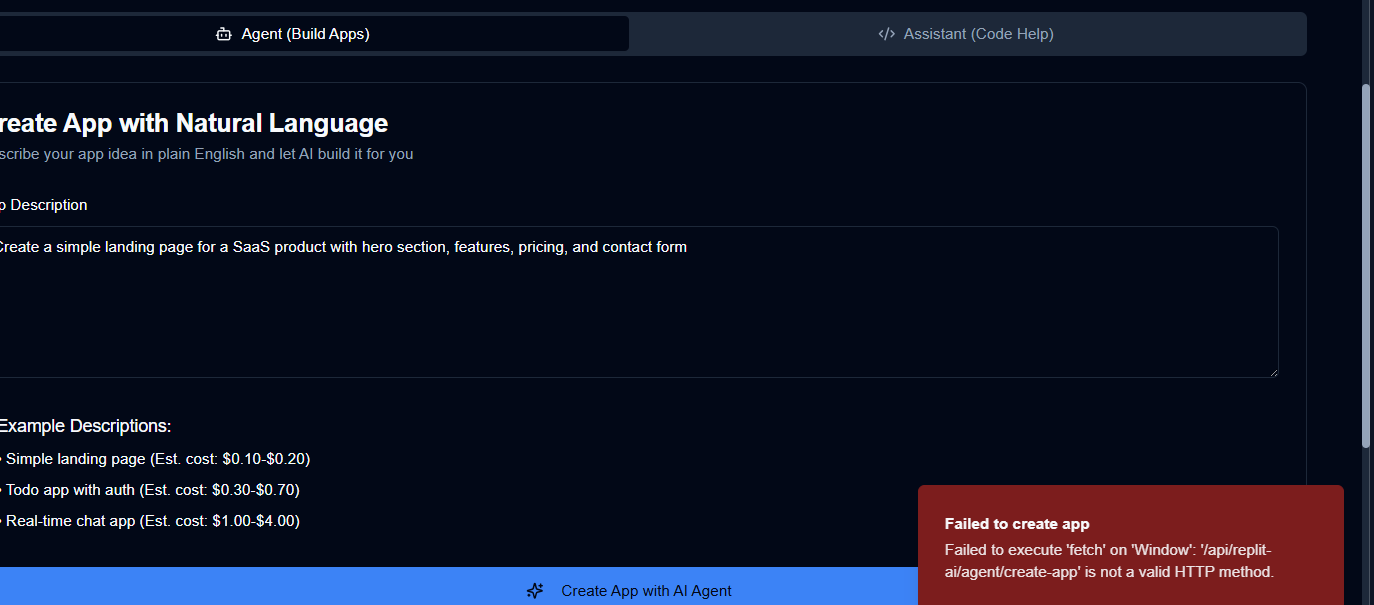 Agent (Build Apps)
Assistant (Code Help)
reate App with Natural Language
scribe your app idea in plain English and let AI build it for you
p Description
Create a simple landing page for a SaaS product with hero section, features, pricing, and contact form
Example Descriptions:
• Simple landing page (Est. cost: $0.10-$0.20)
• Todo app with auth (Est. cost: $0.30-$0.70)
• Real-time chat app (Est. cost: $1.00-$4.00)
Create App with AI Agent
Failed to create app
Failed to execute 'fetch' on 'Window': '/api/replit-
ai/agent/create-app' is not a valid HTTP method.